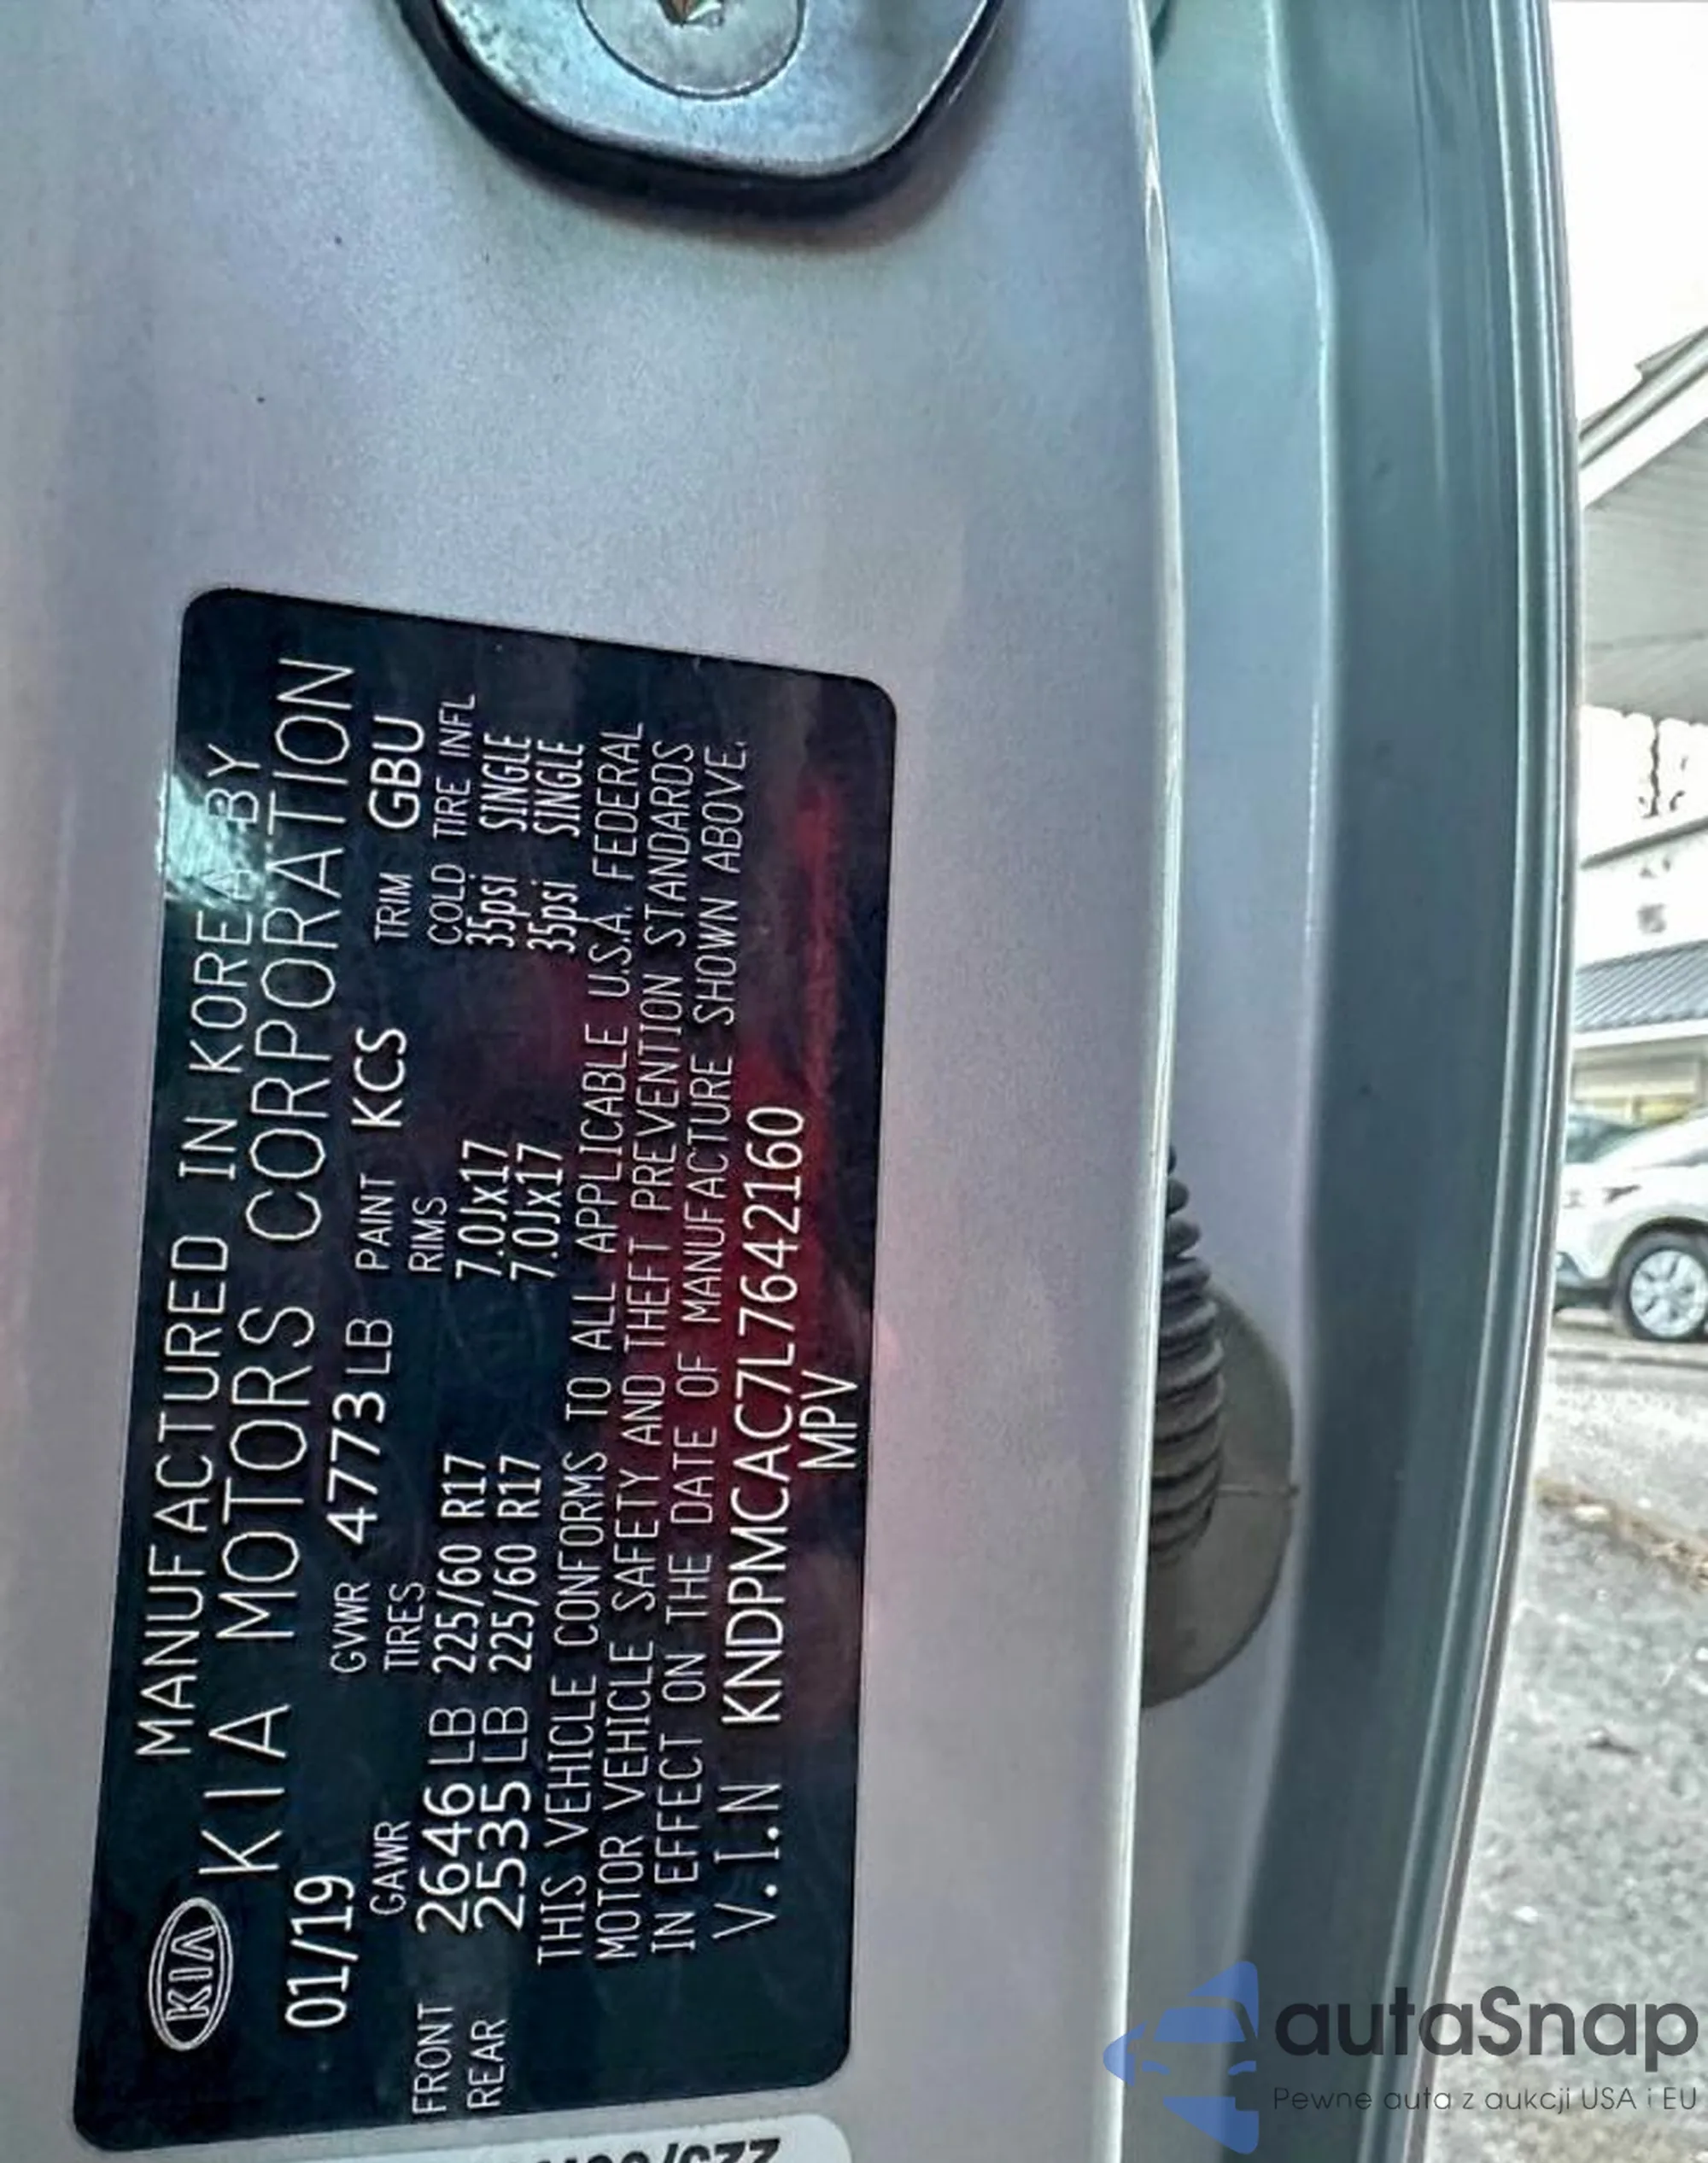 KIA
MANUFACTURED IN KOREA BY
KIA MOTORS CORPORATION
01/19 GVWR 4773LB PAINT KCS TRIM GBU
GAWR TIRES RIMS COLD TIRE INFL
FRONT 2646LB 225/60 R17 7.0Jx17 35psi SINGLE
REAR 2535LB 225/60 R17 7.0Jx17 35psi SINGLE
THIS VEHICLE CONFORMS TO ALL APPLICABLE U.S.A. FEDERAL
MOTOR VEHICLE SAFETY AND THEFT PREVENTION STANDARDS
IN EFFECT ON THE DATE OF MANUFACTURE SHOWN ABOVE.
V.I.N KNDPMCAC7L7642160
MPV
autaSnap
Pewne auta z aukcji USA i EU